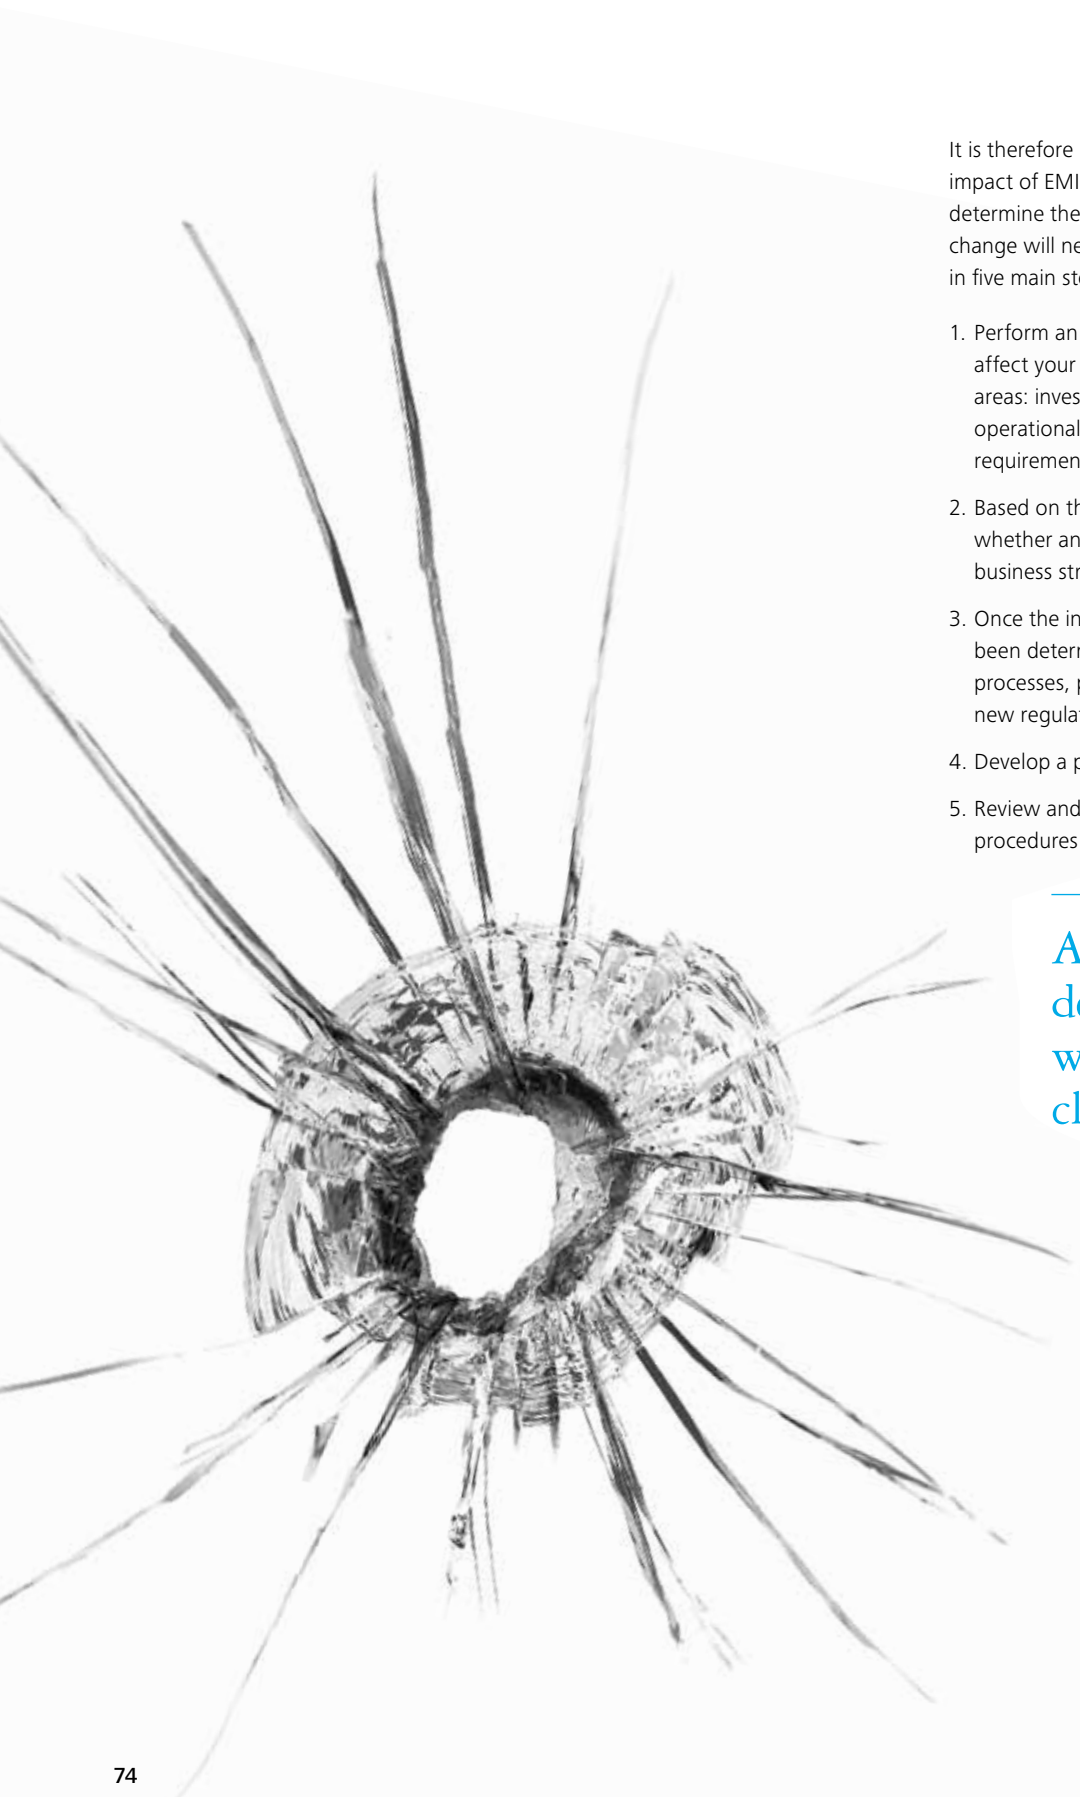 It is therefore
impact of EMI
determine the
change will ne
in five main st
1. Perform an
affect your
areas: inves
operational
requiremen
2. Based on th
whether an
business str
3. Once the in
been deter
processes, p
new regula
4. Develop a p
5. Review and
procedures
A
de
w
cl
74